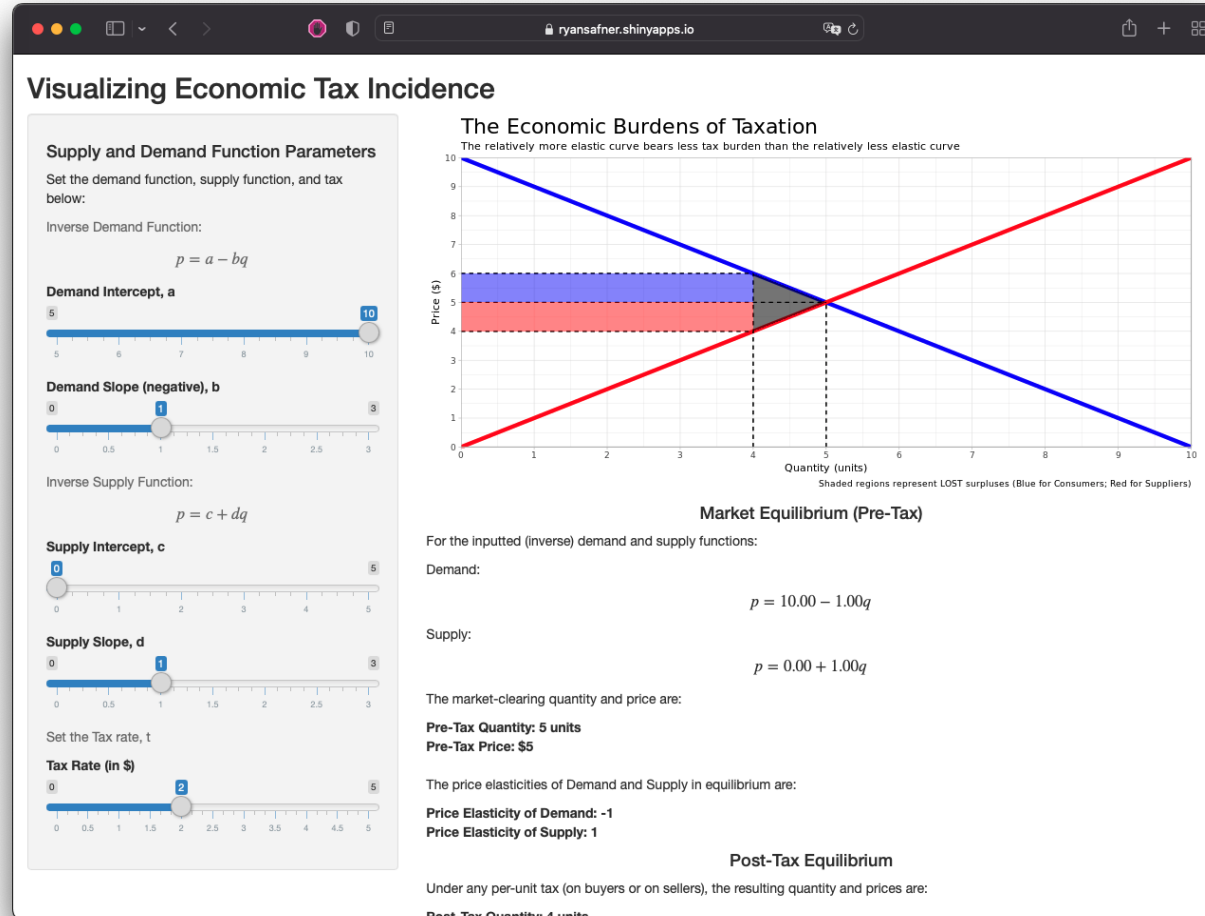 ryansafner.shinyapps.io
Visualizing Economic Tax Incidence
Supply and Demand Function Parameters
Set the demand function, supply function, and tax
below:
Inverse Demand Function:
p = a − bq
Demand Intercept, a
5 10
5 6 7 8 9 10
Demand Slope (negative), b
0 1 3
0 0.5 1 1.5 2 2.5 3
Inverse Supply Function:
p = c + dq
Supply Intercept, c
0 5
0 1 2 3 4 5
Supply Slope, d
0 1 3
0 0.5 1 1.5 2 2.5 3
Set the Tax rate, t
Tax Rate (in $)
0 2 5
0 0.5 1 1.5 2 2.5 3 3.5 4 4.5 5
The Economic Burdens of Taxation
The relatively more elastic curve bears less tax burden than the relatively less elastic curve
10
9
8
7
6
5
4
3
2
1
0
Price ($)
0 1 2 3 4 5 6 7 8 9 10
Quantity (units)
Shaded regions represent LOST surpluses (Blue for Consumers; Red for Suppliers)
Market Equilibrium (Pre-Tax)
For the inputted (inverse) demand and supply functions:
Demand:
p = 10.00 − 1.00q
Supply:
p = 0.00 + 1.00q
The market-clearing quantity and price are:
Pre-Tax Quantity: 5 units
Pre-Tax Price: $5
The price elasticities of Demand and Supply in equilibrium are:
Price Elasticity of Demand: -1
Price Elasticity of Supply: 1
Post-Tax Equilibrium
Under any per-unit tax (on buyers or on sellers), the resulting quantity and prices are:
Post-Tax Quantity: 4 units